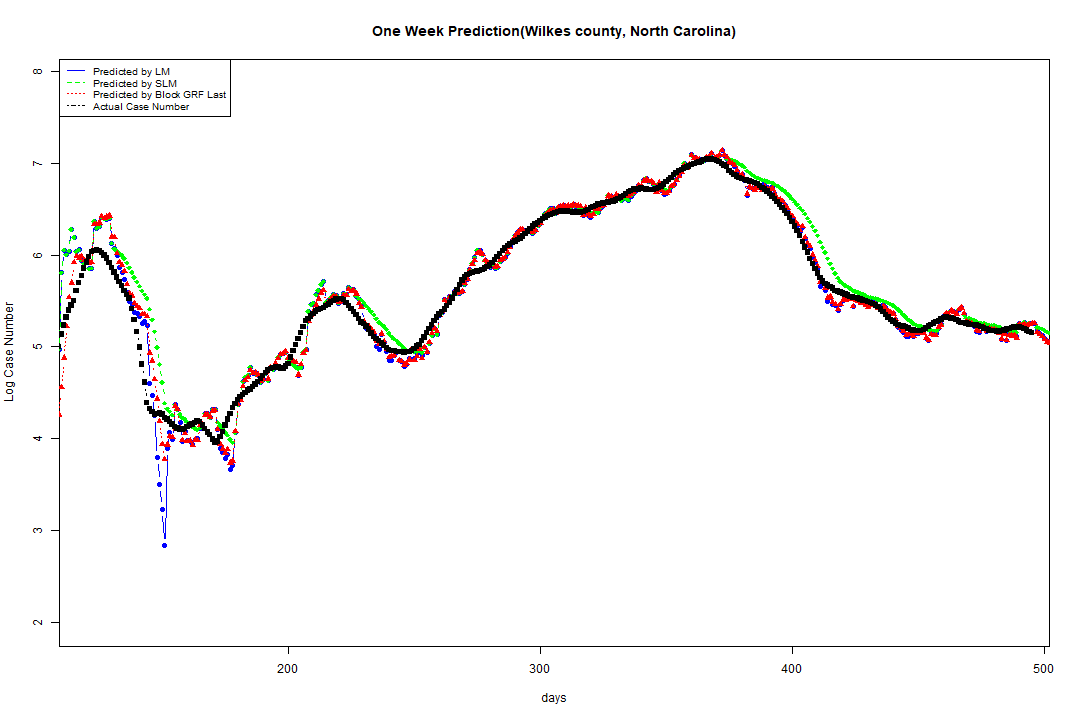 One Week Prediction(Wilkes county, North Carolina)
Predicted by LM
Predicted by SLM
Predicted by Block GRF Last
Actual Case Number
8
7
6
5
4
3
2
Log Case Number
200 300 400 500
days